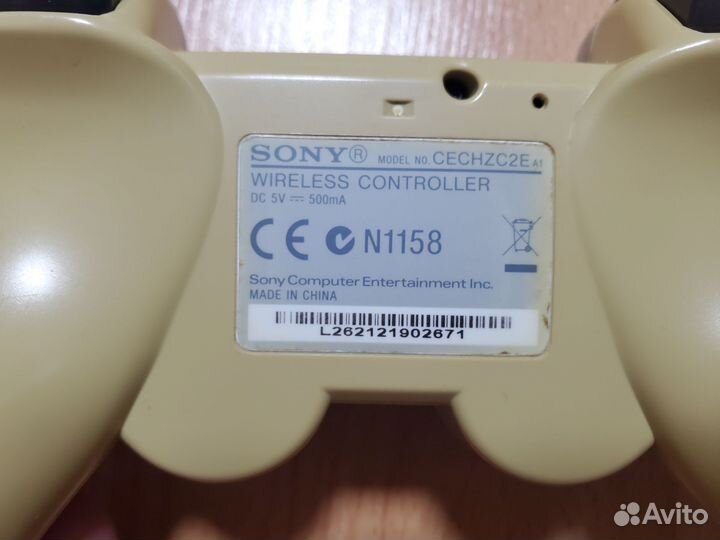 SONY® MODEL NO. CECHZC2E A1
WIRELESS CONTROLLER
DC 5V ⎓ 500mA
CE N1158
Sony Computer Entertainment Inc.
MADE IN CHINA
L262121902671
Avito